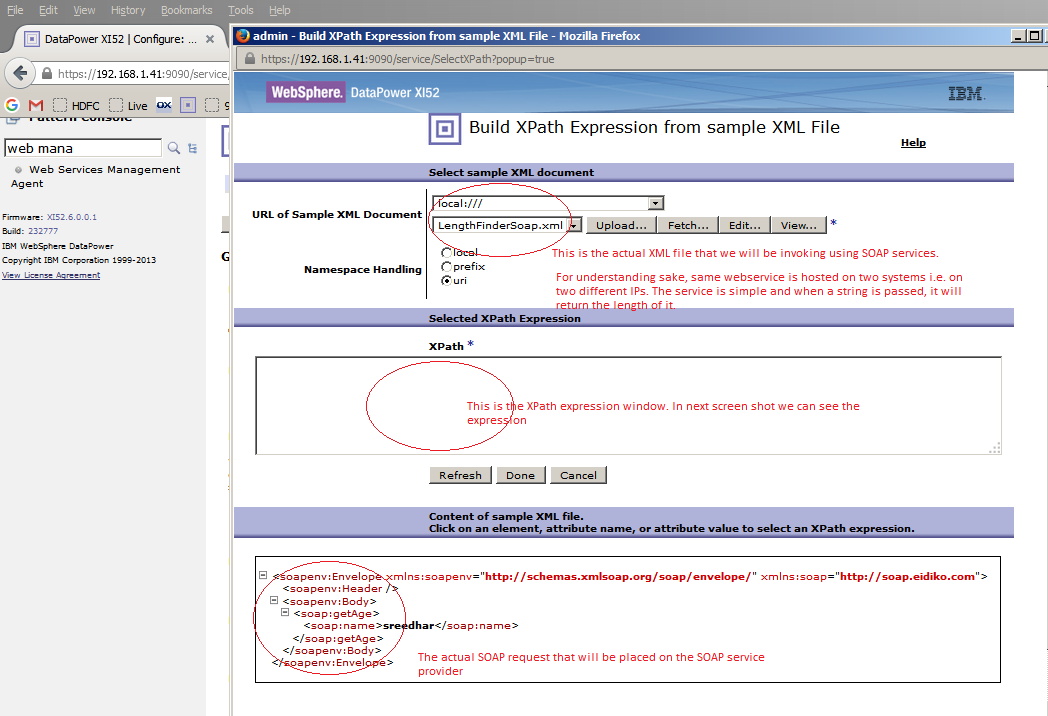 File Edit View History Bookmarks Tools Help
DataPower XI52 | Configure: ... ×
https://192.168.1.41:9090/service
HDFC Live ox 9
Pattern Console
web mana
Web Services Management
Agent
Firmware: XI52.6.0.0.1
Build: 232777
IBM WebSphere DataPower
Copyright IBM Corporation 1999-2013
View License Agreement
admin - Build XPath Expression from sample XML File - Mozilla Firefox
https://192.168.1.41:9090/service/SelectXPath?popup=true
WebSphere. DataPower XI52 IBM.
Build XPath Expression from sample XML File
Help
Select sample XML document
URL of Sample XML Document
local:///
LengthFinderSoap.xml Upload... Fetch... Edit... View... *
Namespace Handling
local
prefix
uri
This is the actual XML file that we will be invoking using SOAP services.
For understanding sake, same webservice is hosted on two systems i.e. on
two different IPs. The service is simple and when a string is passed, it will
return the length of it.
Selected XPath Expression
XPath *
This is the XPath expression window. In next screen shot we can see the
expression
Refresh Done Cancel
Content of sample XML file.
Click on an element, attribute name, or attribute value to select an XPath expression.
<soapenv:Envelope xmlns:soapenv="http://schemas.xmlsoap.org/soap/envelope/" xmlns:soap="http://soap.eidiko.com">
<soapenv:Header />
<soapenv:Body>
<soap:getAge>
<soap:name>sreedhar</soap:name>
</soap:getAge>
</soapenv:Body>
</soapenv:Envelope>
The actual SOAP request that will be placed on the SOAP service
provider